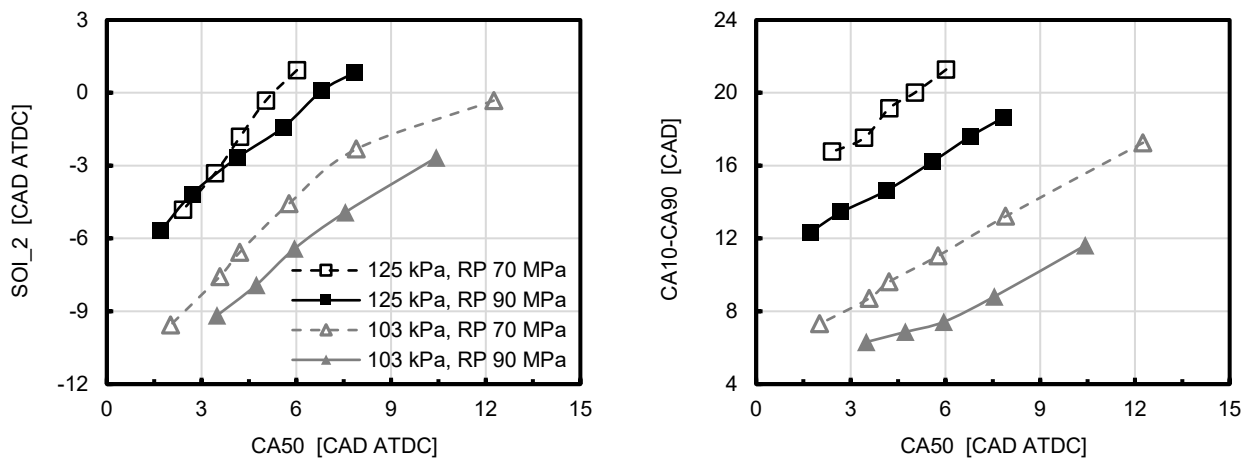 3
0
-3
-6
-9
-12
0 3 6 9 12 15
SOI_2 [CAD ATDC]
CA50 [CAD ATDC]
125 kPa, RP 70 MPa
125 kPa, RP 90 MPa
103 kPa, RP 70 MPa
103 kPa, RP 90 MPa
24
20
16
12
8
4
0 3 6 9 12 15
CA10-CA90 [CAD]
CA50 [CAD ATDC]